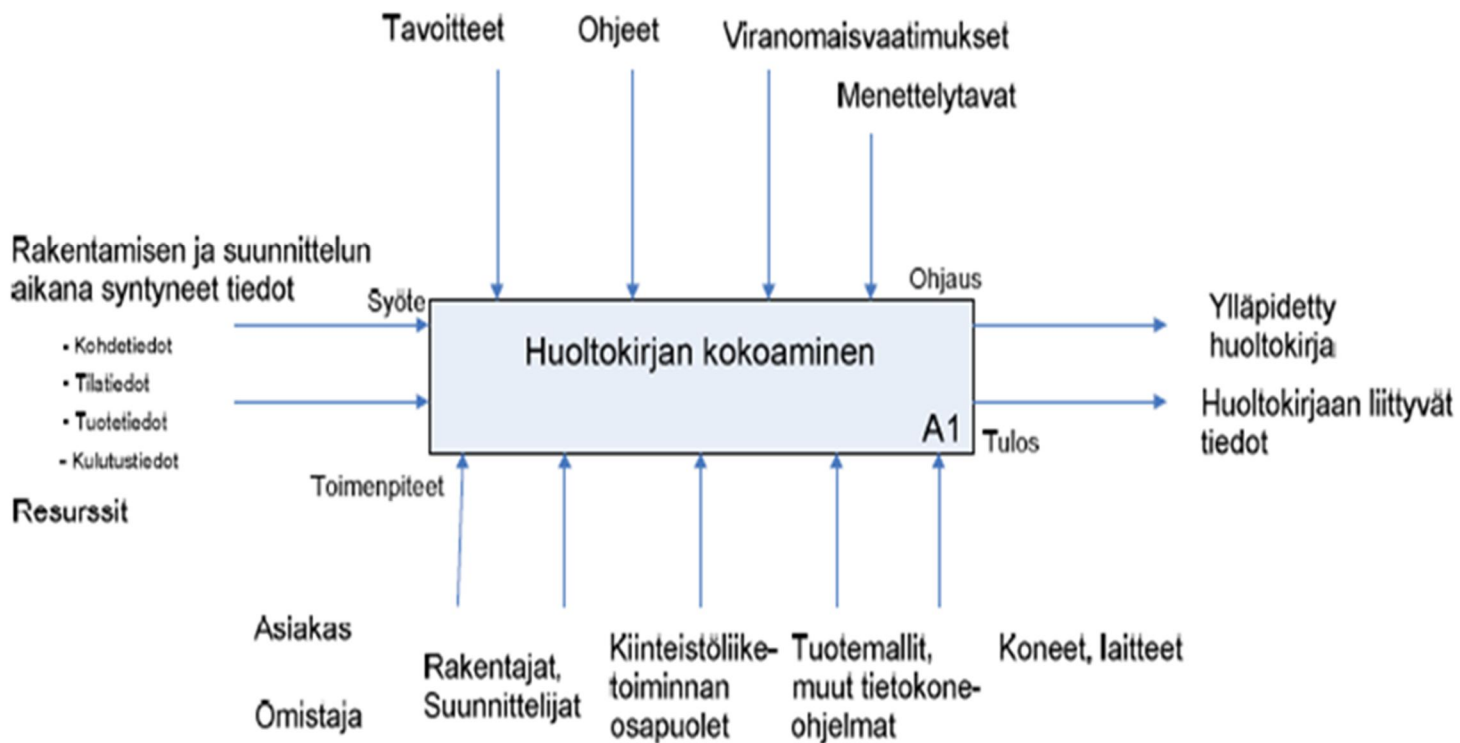 Tavoitteet
Ohjeet
Viranomaisvaatimukset
Menettelytavat
Rakentamisen ja suunnittelun
aikana syntyneet tiedot
Syöte
Ohjaus
- Kohdetiedot
• Tilatiedot
• Tuotetiedot
- Kulutustiedot
Resurssit
Huoltokirjan kokoaminen
A1
Ylläpidetty
huoltokirja
Huoltokirjaan liittyvät
tiedot
Tulos
Toimenpiteet
Asiakas
Omistaja
Rakentajat,
Suunnittelijat
Kiinteistöliike-
toiminnan
osapuolet
Tuotemallit,
muut tietokone-
ohjelmat
Koneet, laitteet